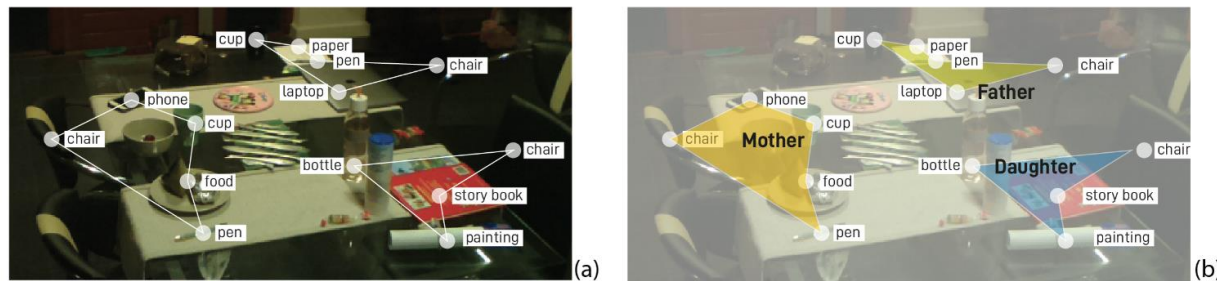 cup
paper
pen
chair
laptop
phone
cup
chair
chair
bottle
food
story book
pen
painting
(a)
cup
paper
pen
chair
laptop
Father
phone
cup
chair
Mother
chair
bottle
Daughter
food
story book
pen
painting
(b)